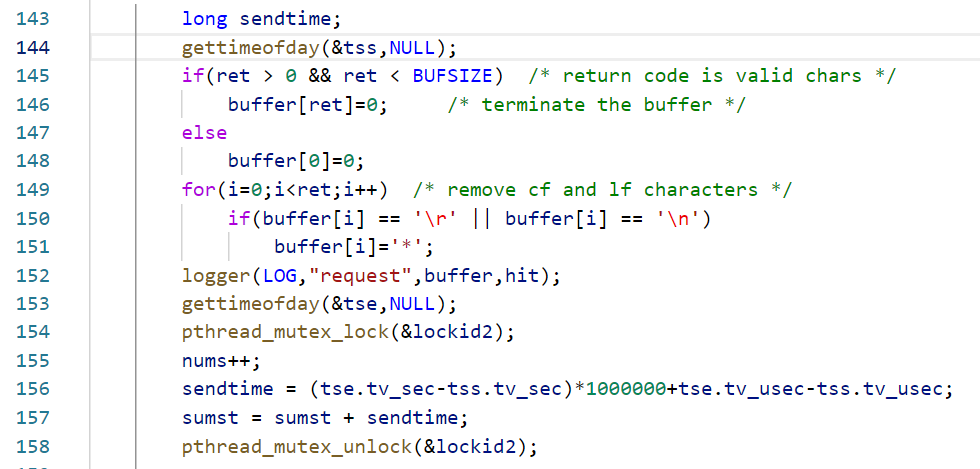 143 long sendtime;
144 gettimeofday(&tss,NULL);
145 if(ret > 0 && ret < BUFSIZE)  /* return code is valid chars */
146     buffer[ret]=0;     /* terminate the buffer */
147 else
148     buffer[0]=0;
149 for(i=0;i<ret;i++)  /* remove cf and lf characters */
150     if(buffer[i] == '\r' || buffer[i] == '\n')
151         buffer[i]='*';
152 logger(LOG,"request",buffer,hit);
153 gettimeofday(&tse,NULL);
154 pthread_mutex_lock(&lockid2);
155 nums++;
156 sendtime = (tse.tv_sec-tss.tv_sec)*1000000+tse.tv_usec-tss.tv_usec;
157 sumst = sumst + sendtime;
158 pthread_mutex_unlock(&lockid2);